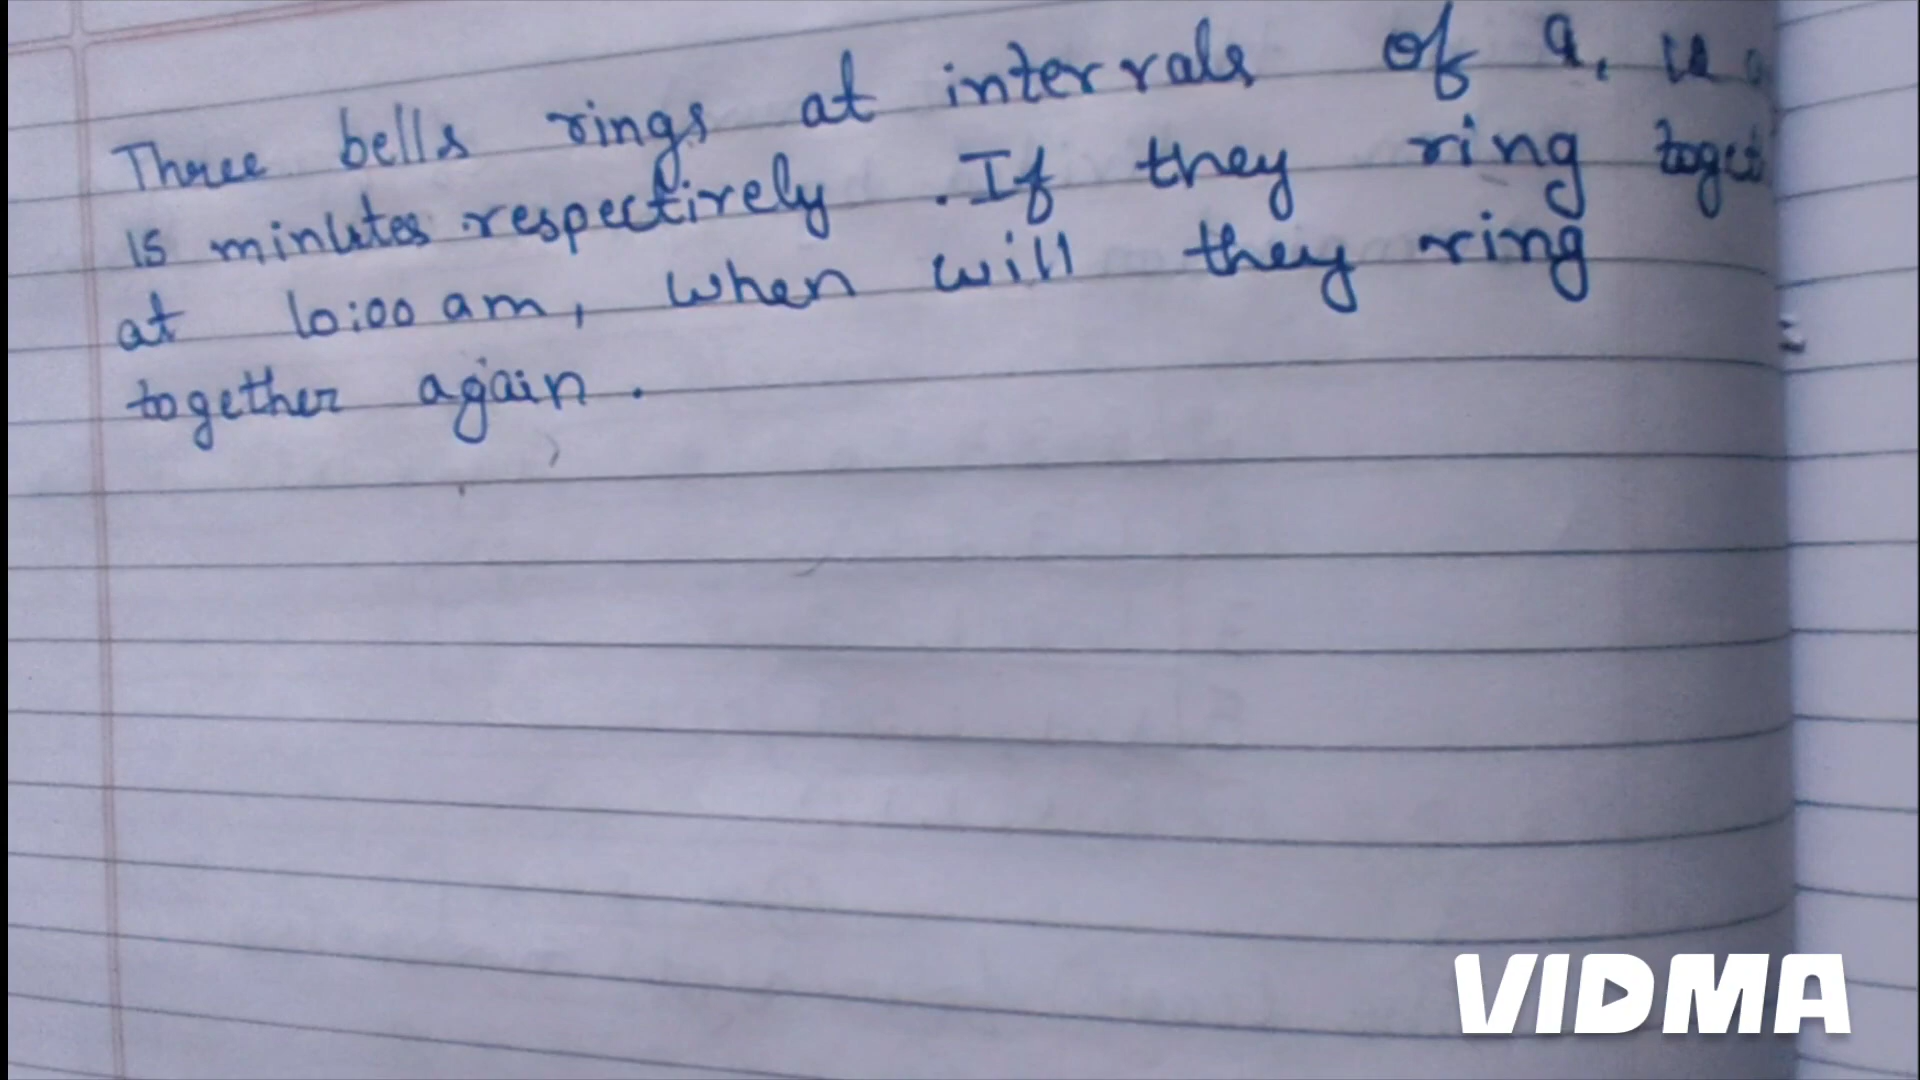 Three bells rings at intervals of 9,
15 minutes respectively . If they ring
at 10:00 am, when will they ring
together again .
VIDMA